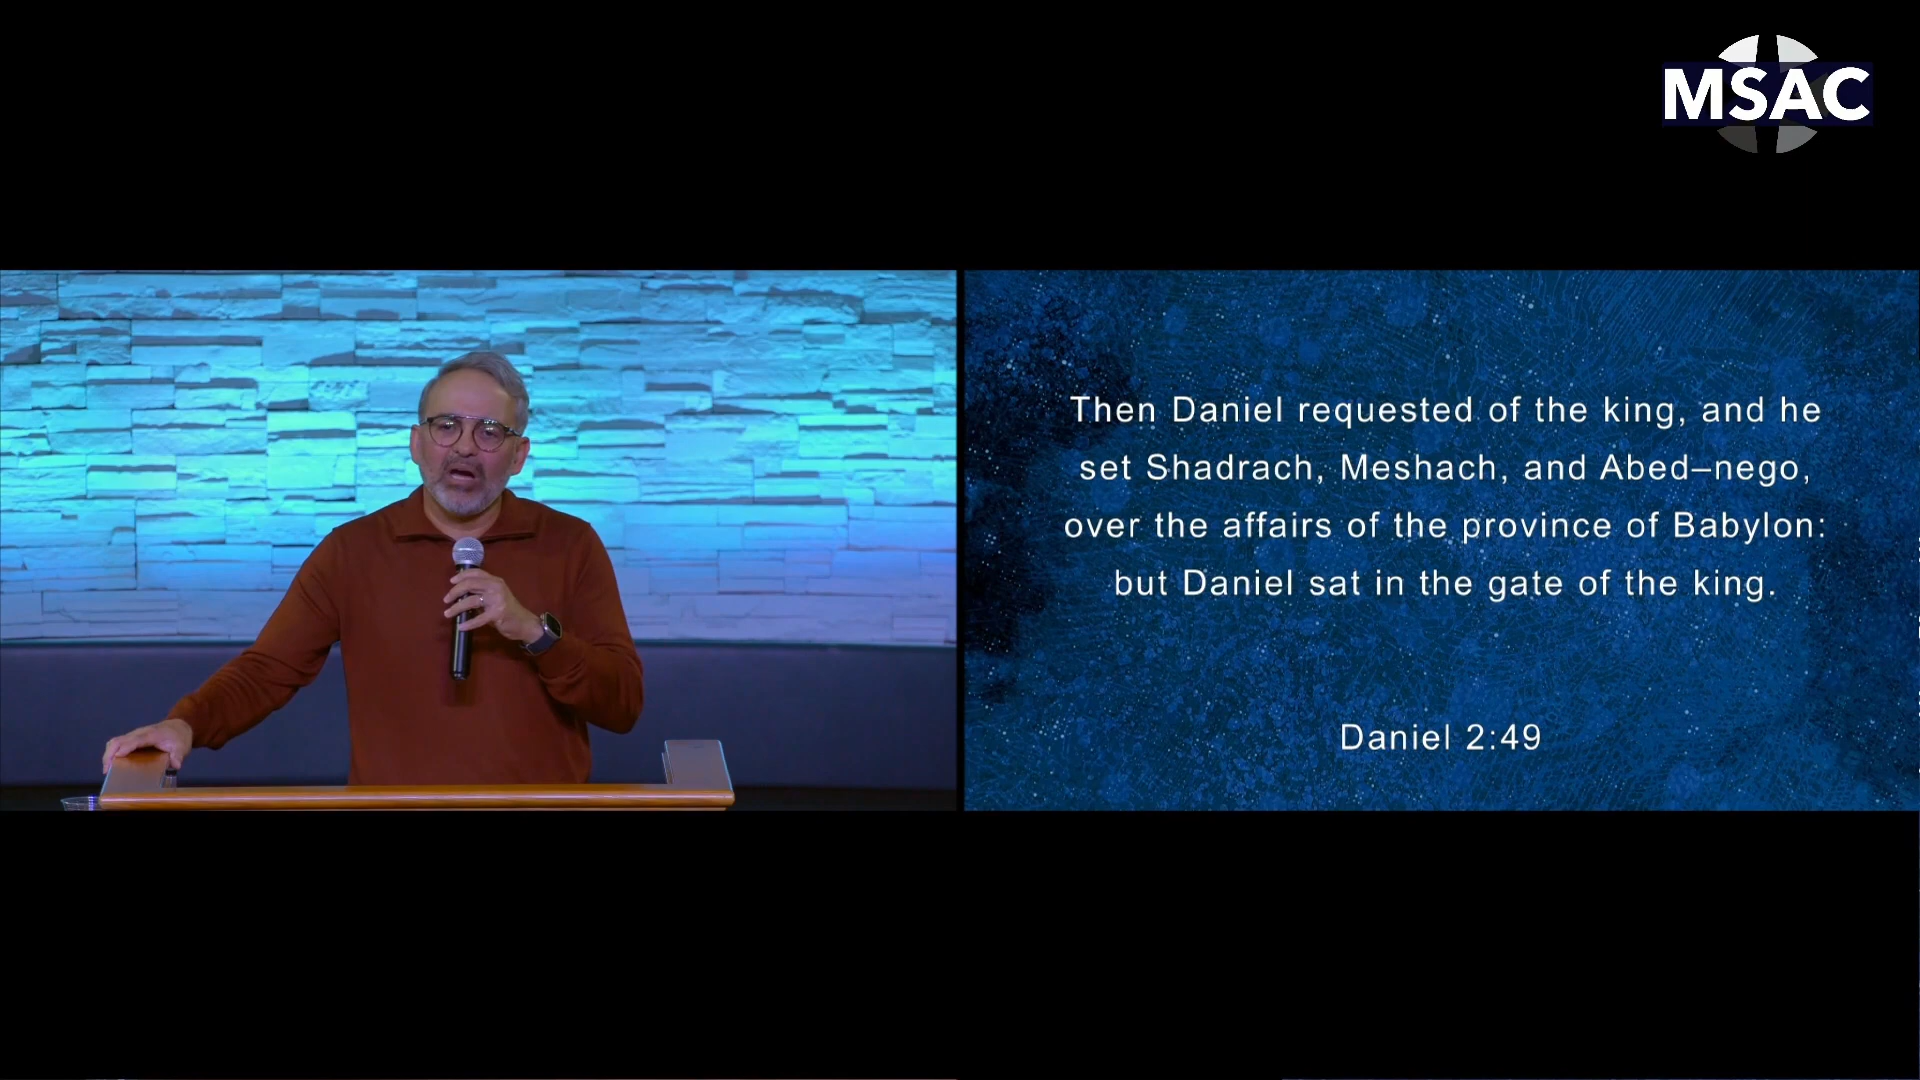 MSAC
Then Daniel requested of the king, and he
set Shadrach, Meshach, and Abed–nego,
over the affairs of the province of Babylon:
but Daniel sat in the gate of the king.
Daniel 2:49